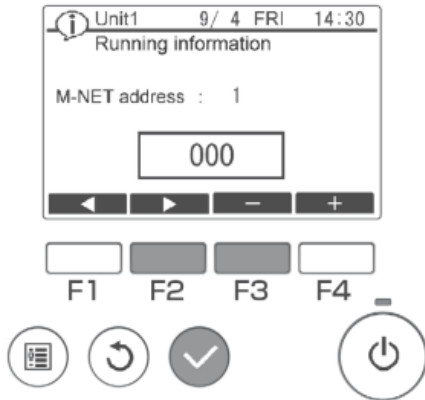 Unit1 9/ 4 FRI 14:30
Running information
M-NET address : 1
000
◀ ▶ − +
F1 F2 F3 F4